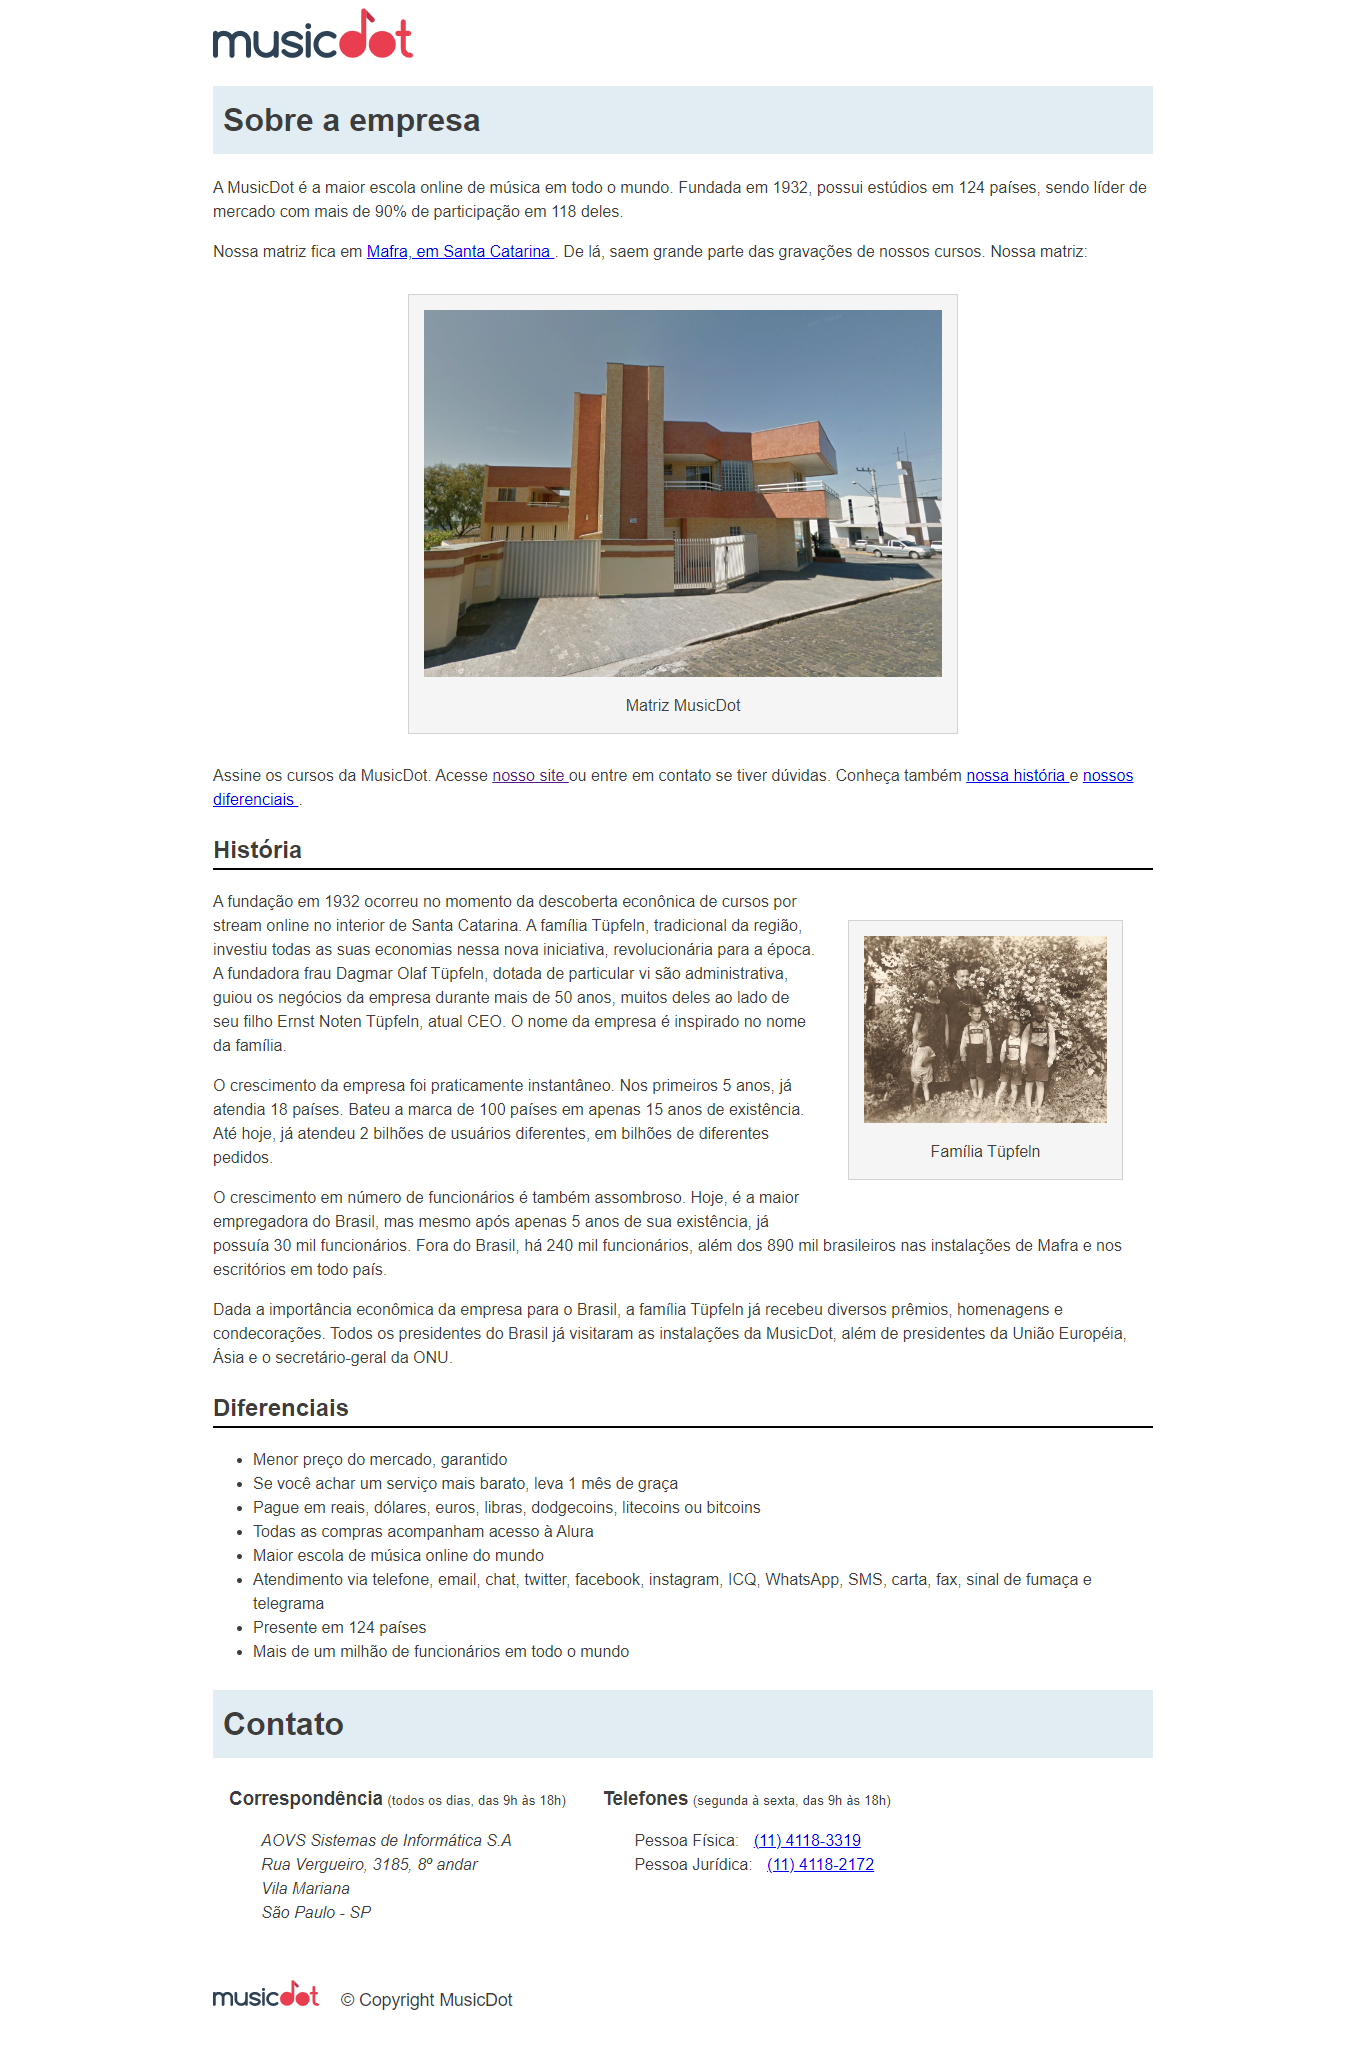 musicdot
Sobre a empresa
A MusicDot é a maior escola online de música em todo o mundo. Fundada em 1932, possui estúdios em 124 países, sendo líder de
mercado com mais de 90% de participação em 118 deles.
Nossa matriz fica em Mafra, em Santa Catarina . De lá, saem grande parte das gravações de nossos cursos. Nossa matriz:
Matriz MusicDot
Assine os cursos da MusicDot. Acesse nosso site ou entre em contato se tiver dúvidas. Conheça também nossa história e nossos
diferenciais .
História
A fundação em 1932 ocorreu no momento da descoberta econônica de cursos por
stream online no interior de Santa Catarina. A família Tüpfeln, tradicional da região,
investiu todas as suas economias nessa nova iniciativa, revolucionária para a época.
A fundadora frau Dagmar Olaf Tüpfeln, dotada de particular vi são administrativa,
guiou os negócios da empresa durante mais de 50 anos, muitos deles ao lado de
seu filho Ernst Noten Tüpfeln, atual CEO. O nome da empresa é inspirado no nome
da família.
O crescimento da empresa foi praticamente instantâneo. Nos primeiros 5 anos, já
atendia 18 países. Bateu a marca de 100 países em apenas 15 anos de existência.
Até hoje, já atendeu 2 bilhões de usuários diferentes, em bilhões de diferentes
pedidos.
Família Tüpfeln
O crescimento em número de funcionários é também assombroso. Hoje, é a maior
empregadora do Brasil, mas mesmo após apenas 5 anos de sua existência, já
possuía 30 mil funcionários. Fora do Brasil, há 240 mil funcionários, além dos 890 mil brasileiros nas instalações de Mafra e nos
escritórios em todo país.
Dada a importância econômica da empresa para o Brasil, a família Tüpfeln já recebeu diversos prêmios, homenagens e
condecorações. Todos os presidentes do Brasil já visitaram as instalações da MusicDot, além de presidentes da União Européia,
Ásia e o secretário-geral da ONU.
Diferenciais
• Menor preço do mercado, garantido
• Se você achar um serviço mais barato, leva 1 mês de graça
• Pague em reais, dólares, euros, libras, dodgecoins, litecoins ou bitcoins
• Todas as compras acompanham acesso à Alura
• Maior escola de música online do mundo
• Atendimento via telefone, email, chat, twitter, facebook, instagram, ICQ, WhatsApp, SMS, carta, fax, sinal de fumaça e
telegrama
• Presente em 124 países
• Mais de um milhão de funcionários em todo o mundo
Contato
Correspondência (todos os dias, das 9h às 18h)
AOVS Sistemas de Informática S.A
Rua Vergueiro, 3185, 8º andar
Vila Mariana
São Paulo - SP
Telefones (segunda à sexta, das 9h às 18h)
Pessoa Física: (11) 4118-3319
Pessoa Jurídica: (11) 4118-2172
musicdot © Copyright MusicDot